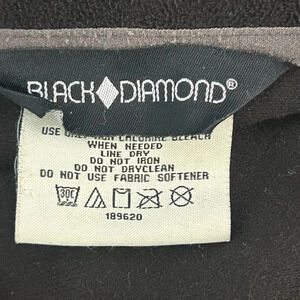 BLACK DIAMOND®
USE ONLY NON CHLORINE BLEACH
WHEN NEEDED
LINE DRY
DO NOT IRON
DO NOT DRYCLEAN
DO NOT USE FABRIC SOFTENER
30C
189620